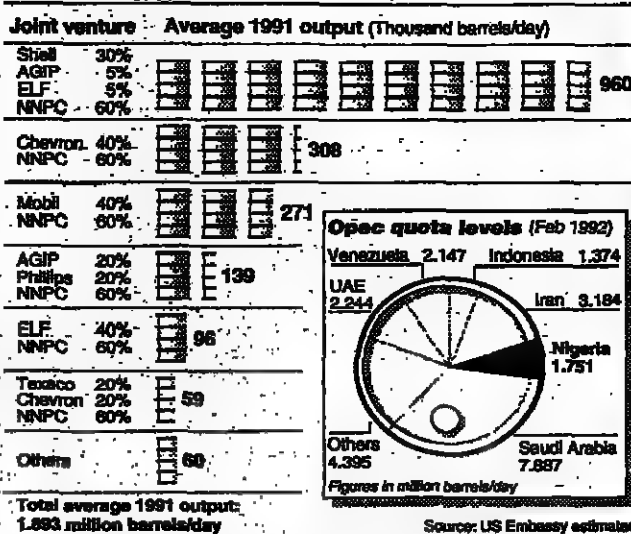 Joint venture Average 1991 output (Thousand barrels/day)
Shell 30%
AGIP 5%
ELF 5%
NNPC 60%
960
Chevron 40%
NNPC 60%
308
Mobil 40%
NNPC 60%
271
AGIP 20%
Phillips 20%
NNPC 60%
139
ELF 40%
NNPC 60%
96
Texaco 20%
Chevron 20%
NNPC 60%
59
Others
60
Total average 1991 output:
1.893 million barrels/day
Opec quota levels (Feb 1992)
Venezuela 2.147 Indonesia 1.374
UAE
2.244
Iran 3.184
Nigeria
1.751
Others
4.395
Saudi Arabia
7.887
Figures in million barrels/day
Source: US Embassy estimates